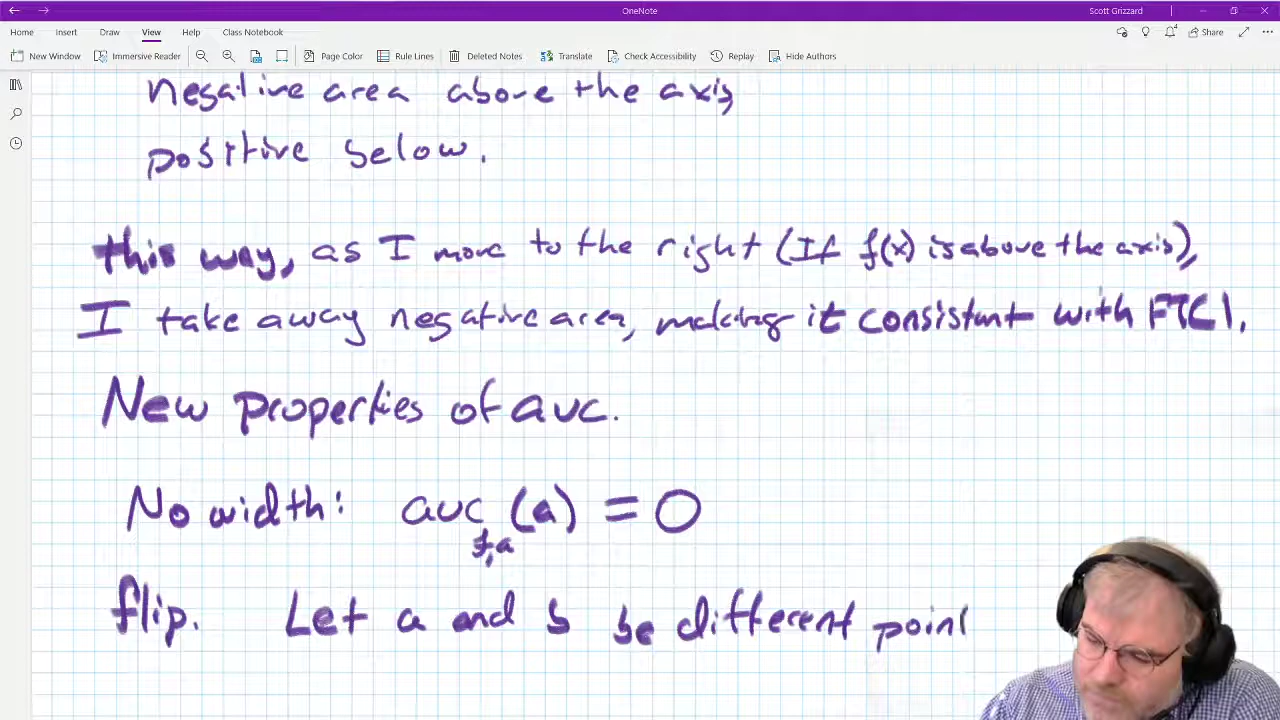 OneNote
Scott Grizzard
Home Insert Draw View Help Class Notebook
Share
New Window Immersive Reader Page Color Rule Lines Deleted Notes Translate Check Accessibility Replay Hide Authors
negative area above the axis
positive below.
this way, as I move to the right (If f(x) is above the axis),
I take away negative area, making it consistant with FTC1.
New properties of auc.
No width: auc f,a (a) = 0
flip. Let a and b be different point